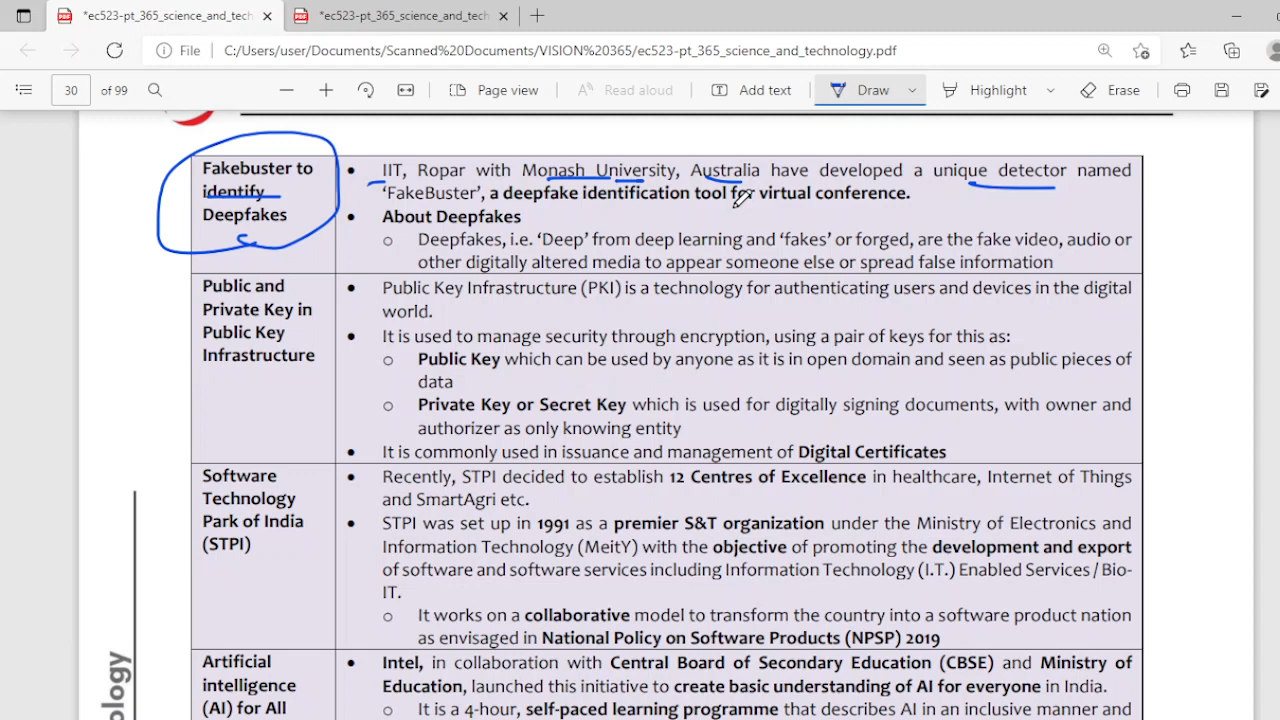 *ec523-pt_365_science_and_tech
*ec523-pt_365_science_and_tech
File
C:/Users/user/Documents/Scanned%20Documents/VISION%20365/ec523-pt_365_science_and_technology.pdf
30 of 99
Page view
Read aloud
Add text
Draw
Highlight
Erase
Fakebuster to
identify
Deepfakes
• IIT, Ropar with Monash University, Australia have developed a unique detector named
‘FakeBuster’, a deepfake identification tool for virtual conference.
• About Deepfakes
o Deepfakes, i.e. ‘Deep’ from deep learning and ‘fakes’ or forged, are the fake video, audio or
other digitally altered media to appear someone else or spread false information
Public and
Private Key in
Public Key
Infrastructure
• Public Key Infrastructure (PKI) is a technology for authenticating users and devices in the digital
world.
• It is used to manage security through encryption, using a pair of keys for this as:
o Public Key which can be used by anyone as it is in open domain and seen as public pieces of
data
o Private Key or Secret Key which is used for digitally signing documents, with owner and
authorizer as only knowing entity
• It is commonly used in issuance and management of Digital Certificates
Software
Technology
Park of India
(STPI)
• Recently, STPI decided to establish 12 Centres of Excellence in healthcare, Internet of Things
and SmartAgri etc.
• STPI was set up in 1991 as a premier S&T organization under the Ministry of Electronics and
Information Technology (MeitY) with the objective of promoting the development and export
of software and software services including Information Technology (I.T.) Enabled Services / Bio-
IT.
o It works on a collaborative model to transform the country into a software product nation
as envisaged in National Policy on Software Products (NPSP) 2019
Artificial
intelligence
(AI) for All
• Intel, in collaboration with Central Board of Secondary Education (CBSE) and Ministry of
Education, launched this initiative to create basic understanding of AI for everyone in India.
o It is a 4-hour, self-paced learning programme that describes AI in an inclusive manner and
ology